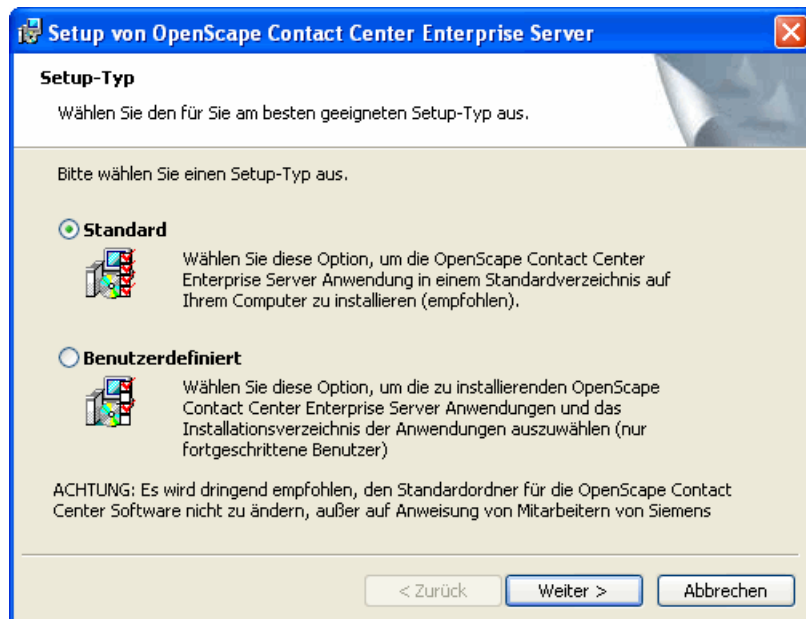 Setup von OpenScape Contact Center Enterprise Server
Setup-Typ
Wählen Sie den für Sie am besten geeigneten Setup-Typ aus.
Bitte wählen Sie einen Setup-Typ aus.
Standard
Wählen Sie diese Option, um die OpenScape Contact Center
Enterprise Server Anwendung in einem Standardverzeichnis auf
Ihrem Computer zu installieren (empfohlen).
Benutzerdefiniert
Wählen Sie diese Option, um die zu installierenden OpenScape
Contact Center Enterprise Server Anwendungen und das
Installationsverzeichnis der Anwendungen auszuwählen (nur
fortgeschrittene Benutzer)
ACHTUNG: Es wird dringend empfohlen, den Standardordner für die OpenScape Contact
Center Software nicht zu ändern, außer auf Anweisung von Mitarbeitern von Siemens
< Zurück
Weiter >
Abbrechen